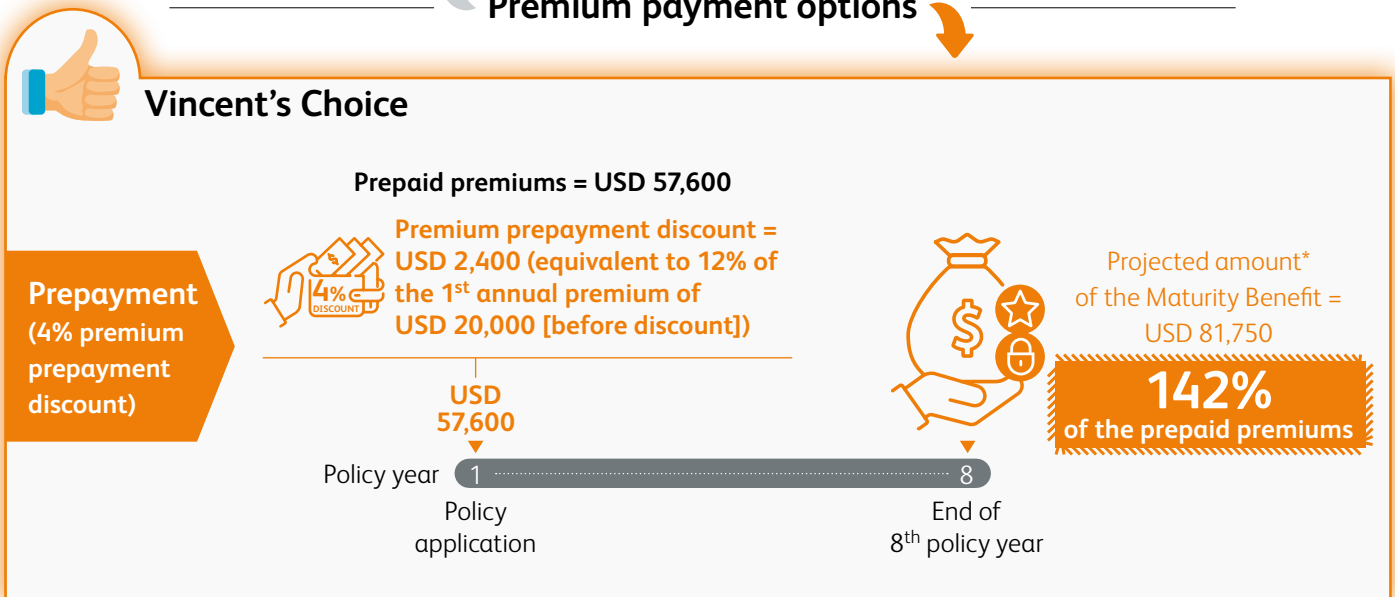 Premium payment options
Vincent's Choice
Prepaid premiums = USD 57,600
Premium prepayment discount =
USD 2,400 (equivalent to 12% of
the 1st annual premium of
USD 20,000 [before discount])
4%
DISCOUNT
Prepayment
(4% premium
prepayment
discount)
USD
57,600
$
Projected amount*
of the Maturity Benefit =
USD 81,750
142%
of the prepaid premiums
Policy year 1 8
Policy
application
End of
8th policy year